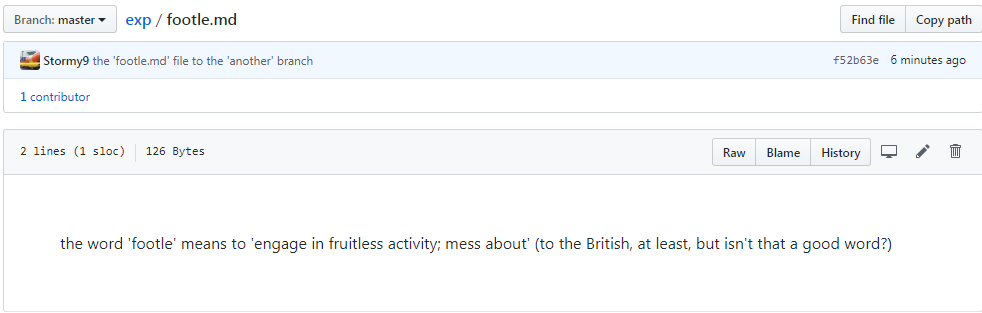 Branch: master exp / footle.md Find file Copy path
Stormy9 the 'footle.md' file to the 'another' branch f52b63e 6 minutes ago
1 contributor
2 lines (1 sloc) 126 Bytes Raw Blame History
the word 'footle' means to 'engage in fruitless activity; mess about' (to the British, at least, but isn't that a good word?)